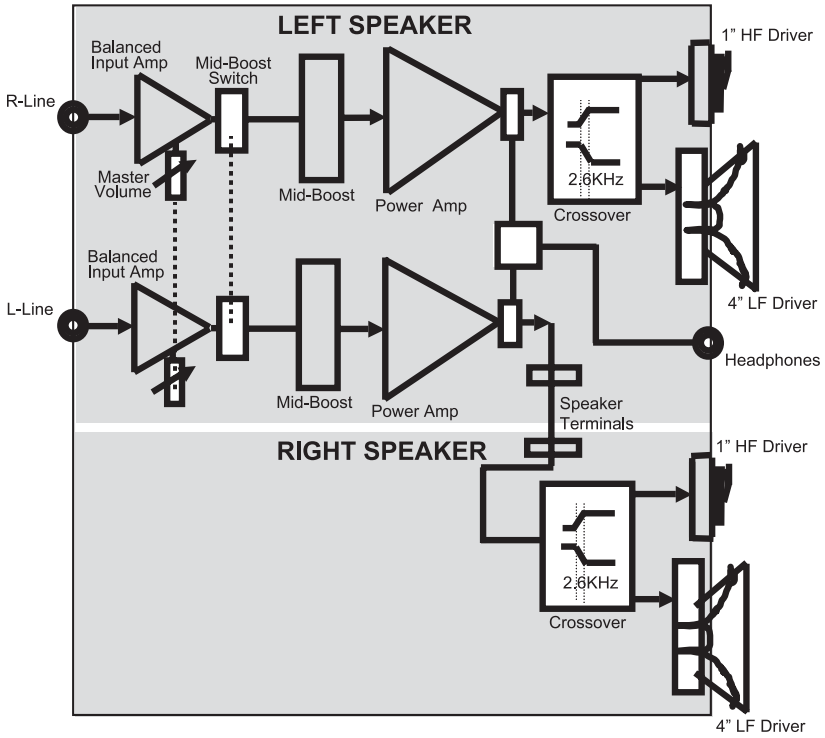 LEFT SPEAKER
1” HF Driver
Balanced
Input Amp
Mid-Boost
Switch
R-Line
2.6KHz
Master
Volume
Mid-Boost
Power Amp
Crossover
Balanced
Input Amp
4” LF Driver
L-Line
Headphones
Mid-Boost
Power Amp
Speaker
Terminals
RIGHT SPEAKER
1” HF Driver
2.6KHz
Crossover
4” LF Driver